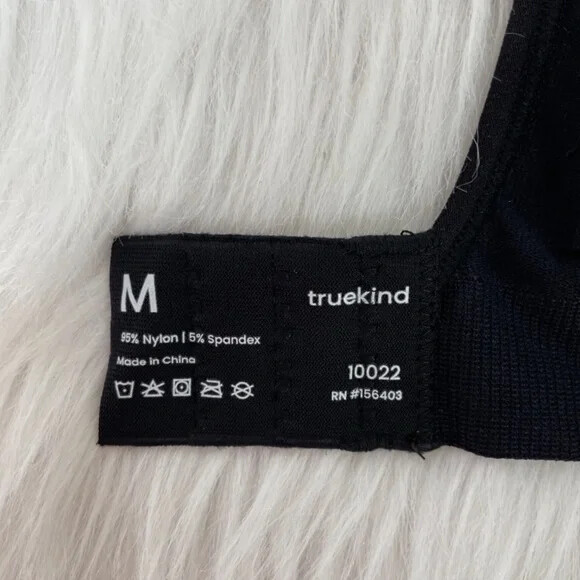 M
truekind
95% Nylon | 5% Spandex
Made in China
10022
RN #156403